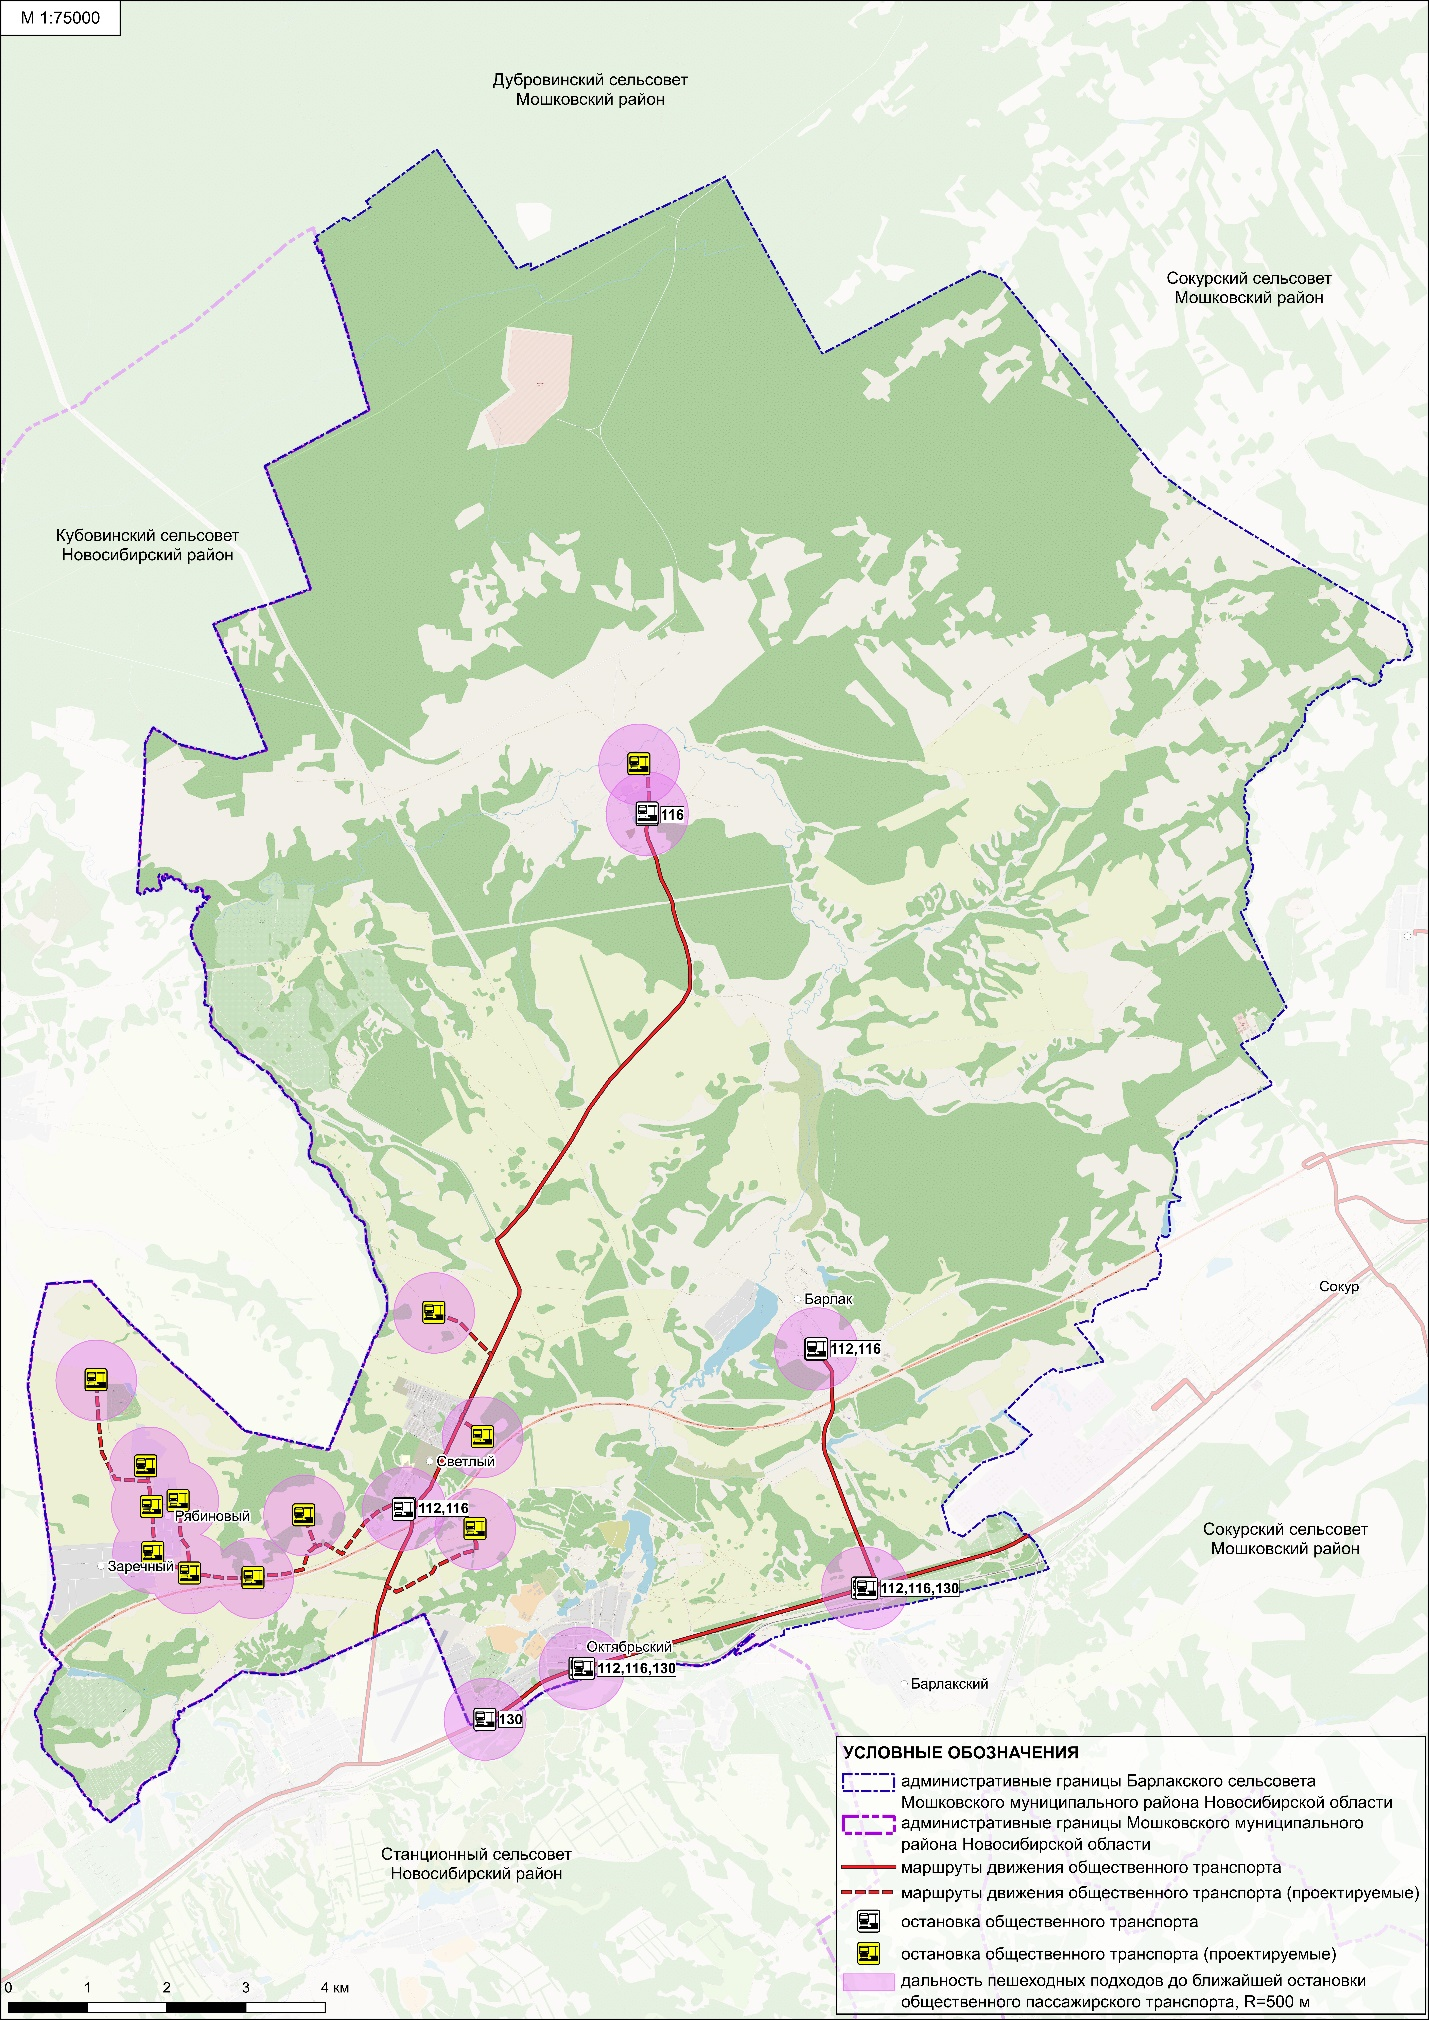 М 1:75000
Дубровинский сельсовет
Мошковский район
Сокурский сельсовет
Мошковский район
Кубовинский сельсовет
Новосибирский район
116
Барлак
112,116
Сокур
Светлый
112,116
Рябиновый
Заречный
Сокурский сельсовет
Мошковский район
112,116,130
Октябрьский
112,116,130
Барлакский
130
Станционный сельсовет
Новосибирский район
УСЛОВНЫЕ ОБОЗНАЧЕНИЯ
административные границы Барлакского сельсовета
Мошковского муниципального района Новосибирской области
административные границы Мошковского муниципального
района Новосибирской области
маршруты движения общественного транспорта
маршруты движения общественного транспорта (проектируемые)
остановка общественного транспорта
остановка общественного транспорта (проектируемые)
дальность пешеходных подходов до ближайшей остановки
общественного пассажирского транспорта, R=500 м
0 1 2 3 4 км